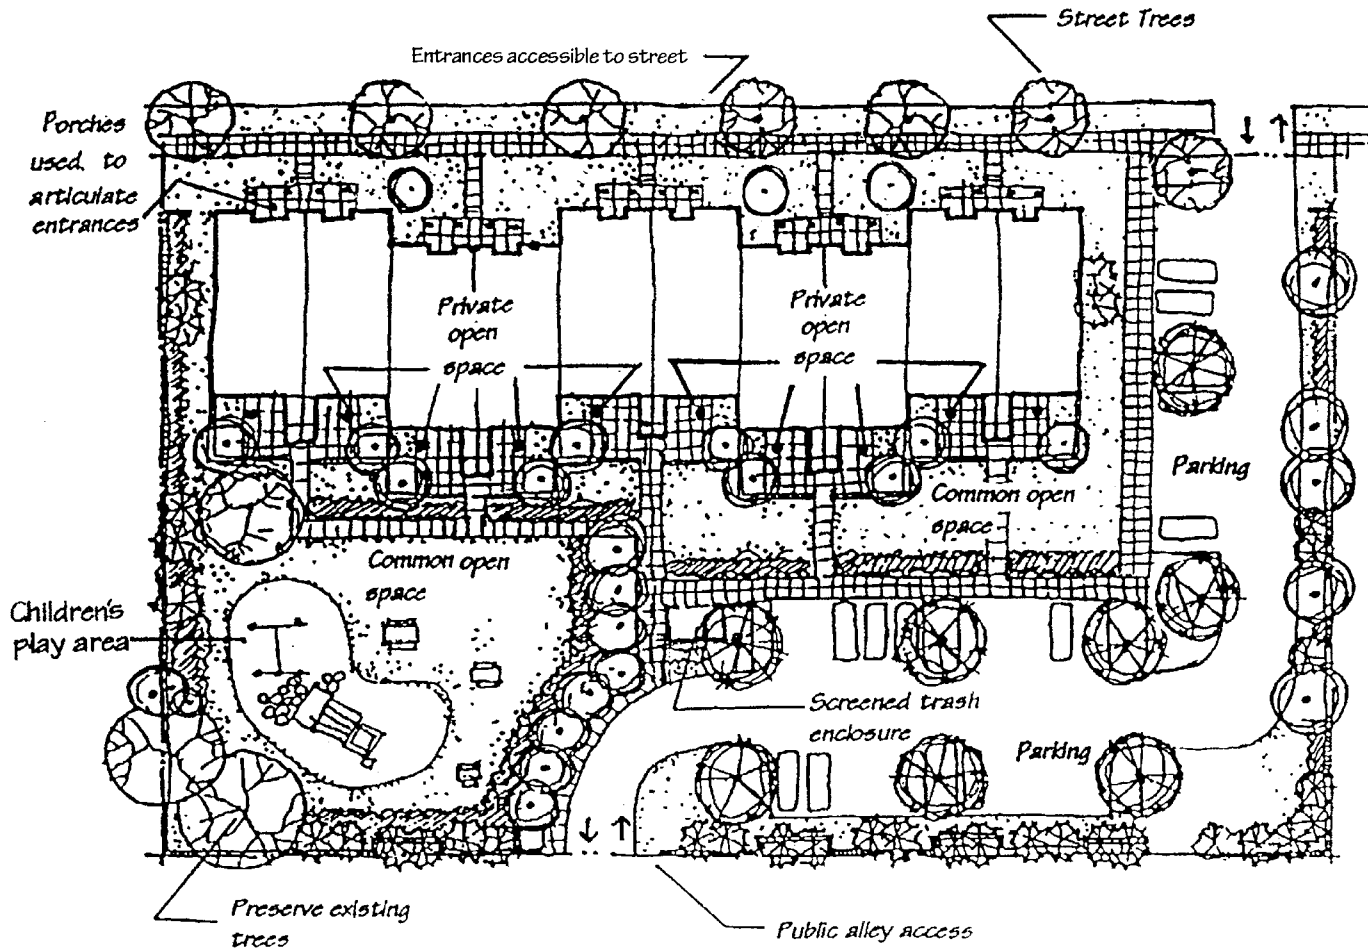 Street Trees
Entrances accessible to street
Porches
used to
articulate
entrances
Private
open
space
Private
open
space
Parking
Common open
space
Common open
space
Children's
play area
Screened trash
enclosure
Parking
Preserve existing
trees
Public alley access